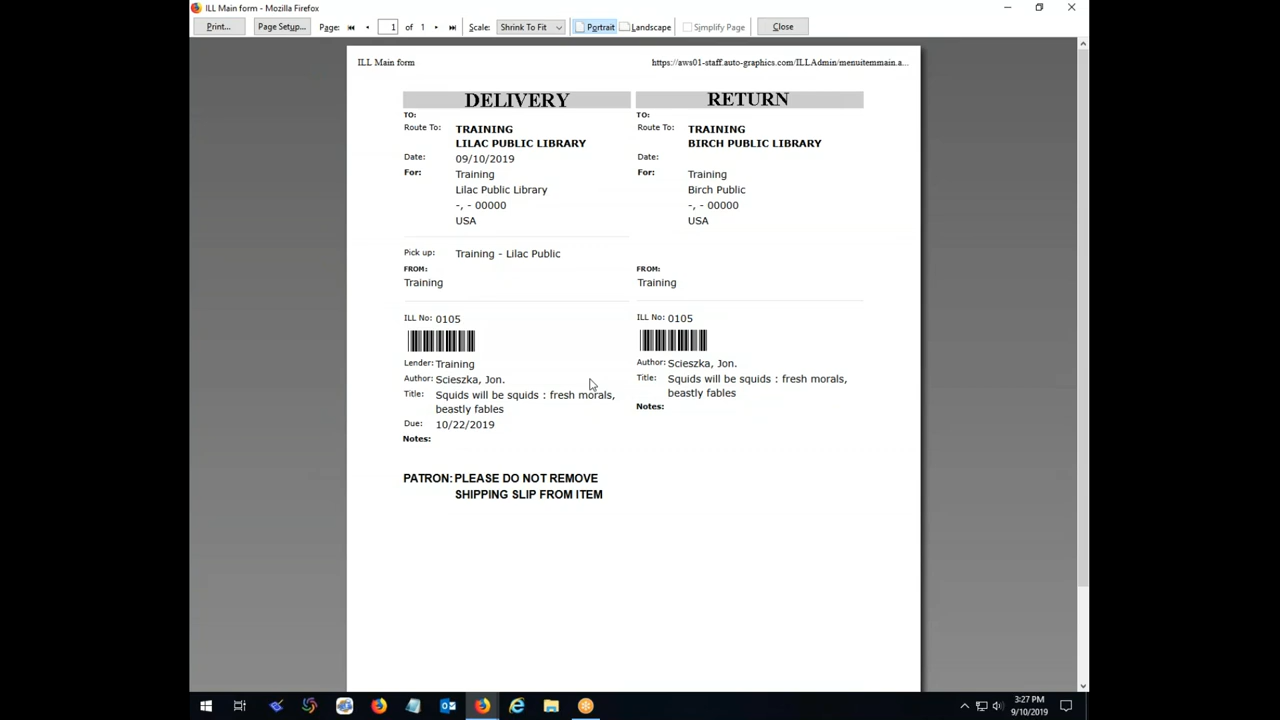 ILL Main form - Mozilla Firefox
Print... Page Setup... Page: 1 of 1 Scale: Shrink To Fit Portrait Landscape Simplify Page Close
ILL Main form https://aws01-staff.auto-graphics.com/ILLAdmin/menuitemmain.a...
DELIVERY
TO:
Route To: TRAINING
LILAC PUBLIC LIBRARY
Date: 09/10/2019
For: Training
Lilac Public Library
-, - 00000
USA
Pick up: Training - Lilac Public
FROM:
Training
ILL No: 0105
Lender: Training
Author: Scieszka, Jon.
Title: Squids will be squids : fresh morals,
beastly fables
Due: 10/22/2019
Notes:
PATRON: PLEASE DO NOT REMOVE
SHIPPING SLIP FROM ITEM
RETURN
TO:
Route To: TRAINING
BIRCH PUBLIC LIBRARY
Date:
For: Training
Birch Public
-, - 00000
USA
FROM:
Training
ILL No: 0105
Author: Scieszka, Jon.
Title: Squids will be squids : fresh morals,
beastly fables
Notes:
3:27 PM
9/10/2019